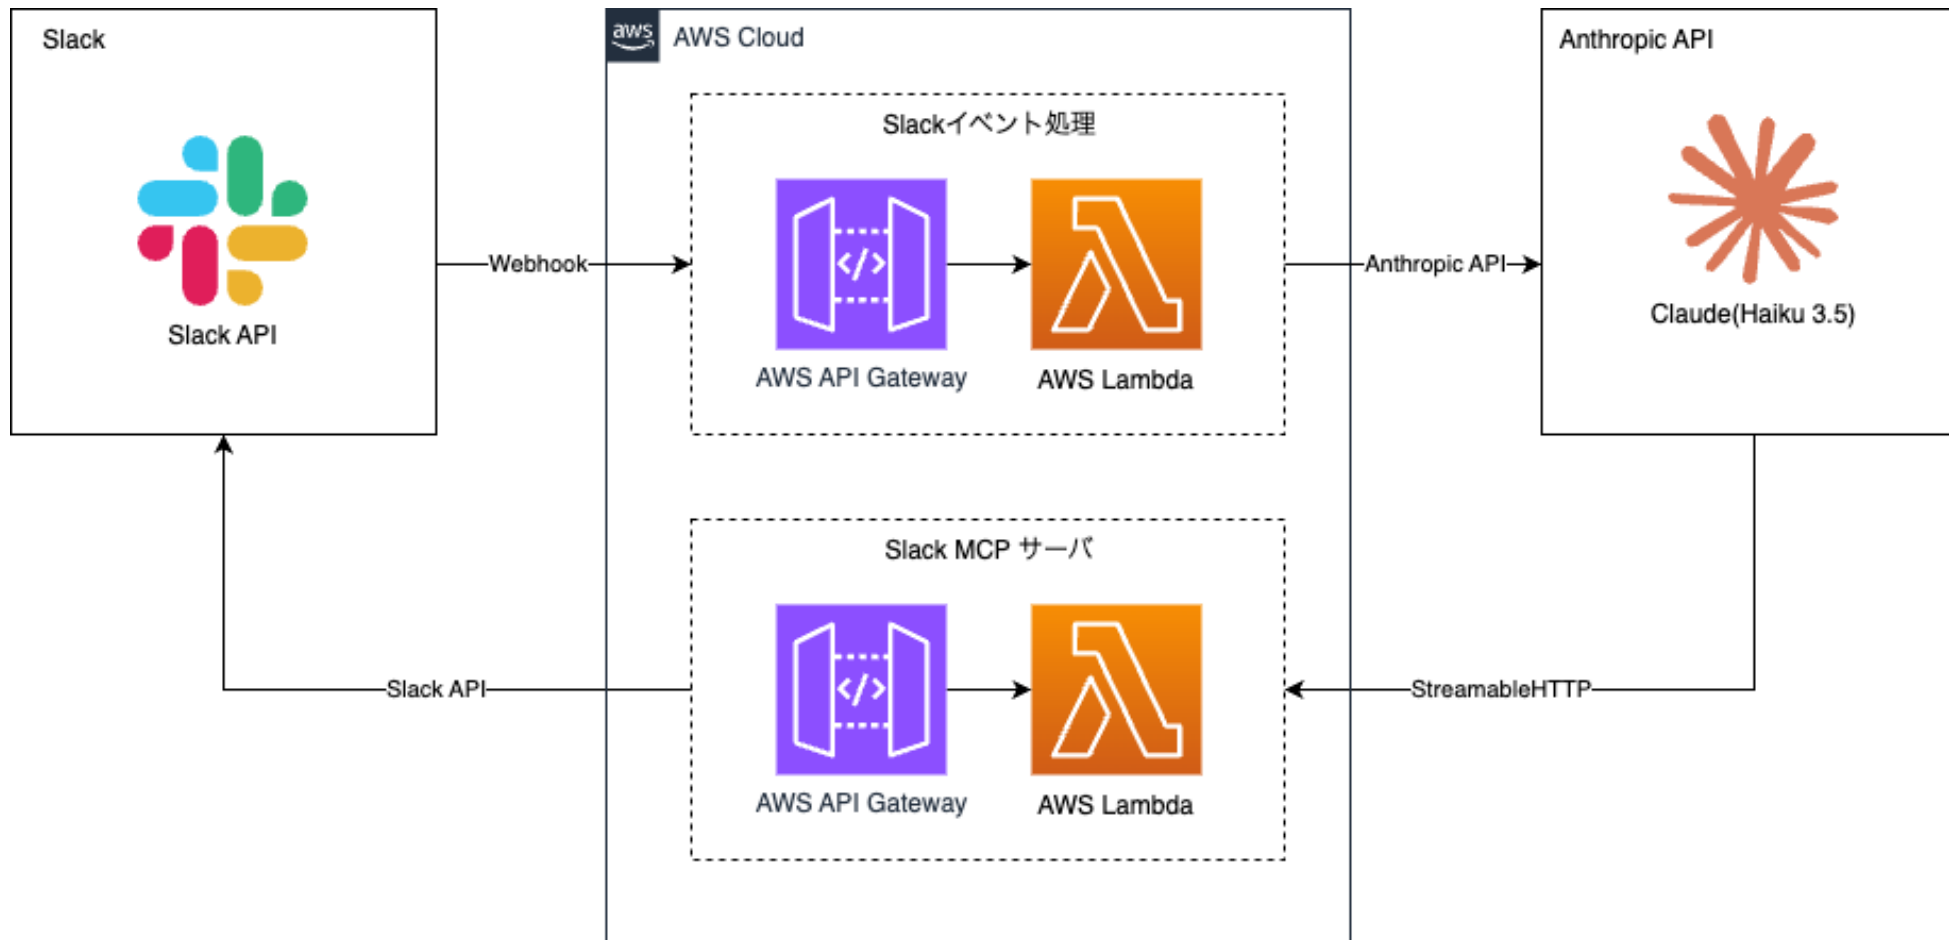 Slack
aws
AWS Cloud
Anthropic API
Slackイベント処理
Webhook
Anthropic API
Slack API
AWS API Gateway
AWS Lambda
Claude(Haiku 3.5)
Slack MCP サーバ
Slack API
StreamableHTTP
AWS API Gateway
AWS Lambda